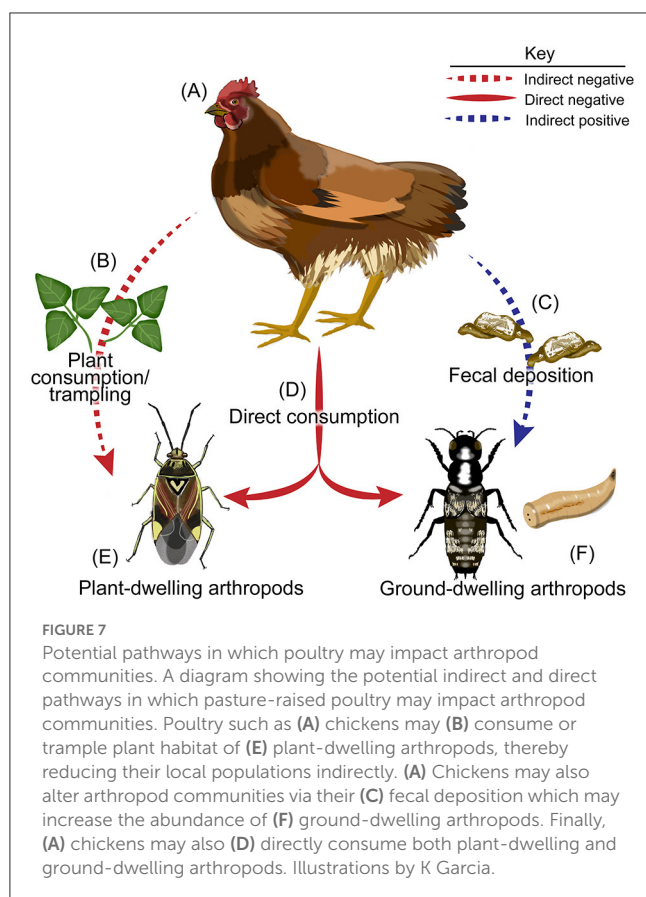 Key
Indirect negative
Direct negative
Indirect positive
(A)
(B)
Plant
consumption/
trampling
(C)
Fecal deposition
(D)
Direct consumption
(E)
Plant-dwelling arthropods
(F)
Ground-dwelling arthropods
FIGURE 7
Potential pathways in which poultry may impact arthropod
communities. A diagram showing the potential indirect and direct
pathways in which pasture-raised poultry may impact arthropod
communities. Poultry such as (A) chickens may (B) consume or
trample plant habitat of (E) plant-dwelling arthropods, thereby
reducing their local populations indirectly. (A) Chickens may also
alter arthropod communities via their (C) fecal deposition which may
increase the abundance of (F) ground-dwelling arthropods. Finally,
(A) chickens may also (D) directly consume both plant-dwelling and
ground-dwelling arthropods. Illustrations by K Garcia.